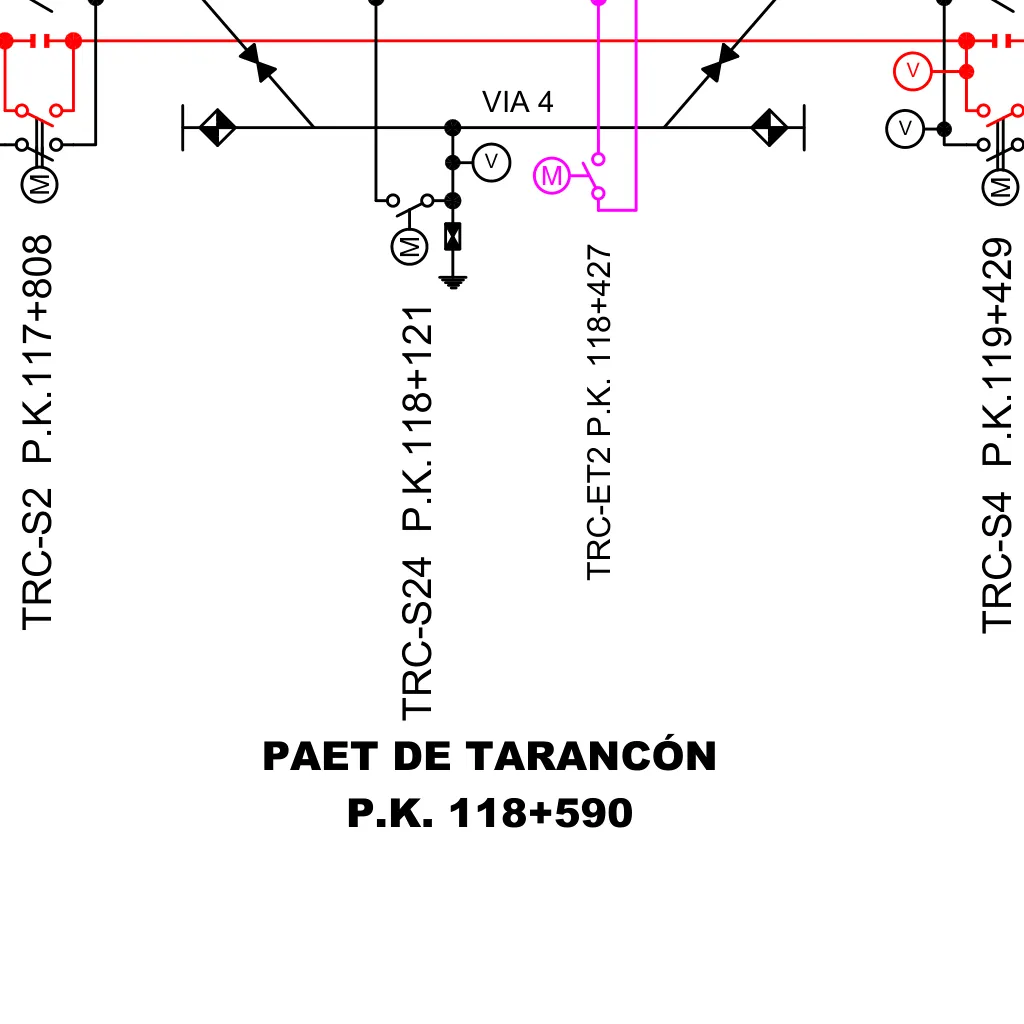 V
VIA 4
V
V
M
M
M
M
TRC-S2 P.K.117+808
TRC-S24 P.K.118+121
TRC-ET2 P.K. 118+427
TRC-S4 P.K.119+429
PAET DE TARANCÓN
P.K. 118+590